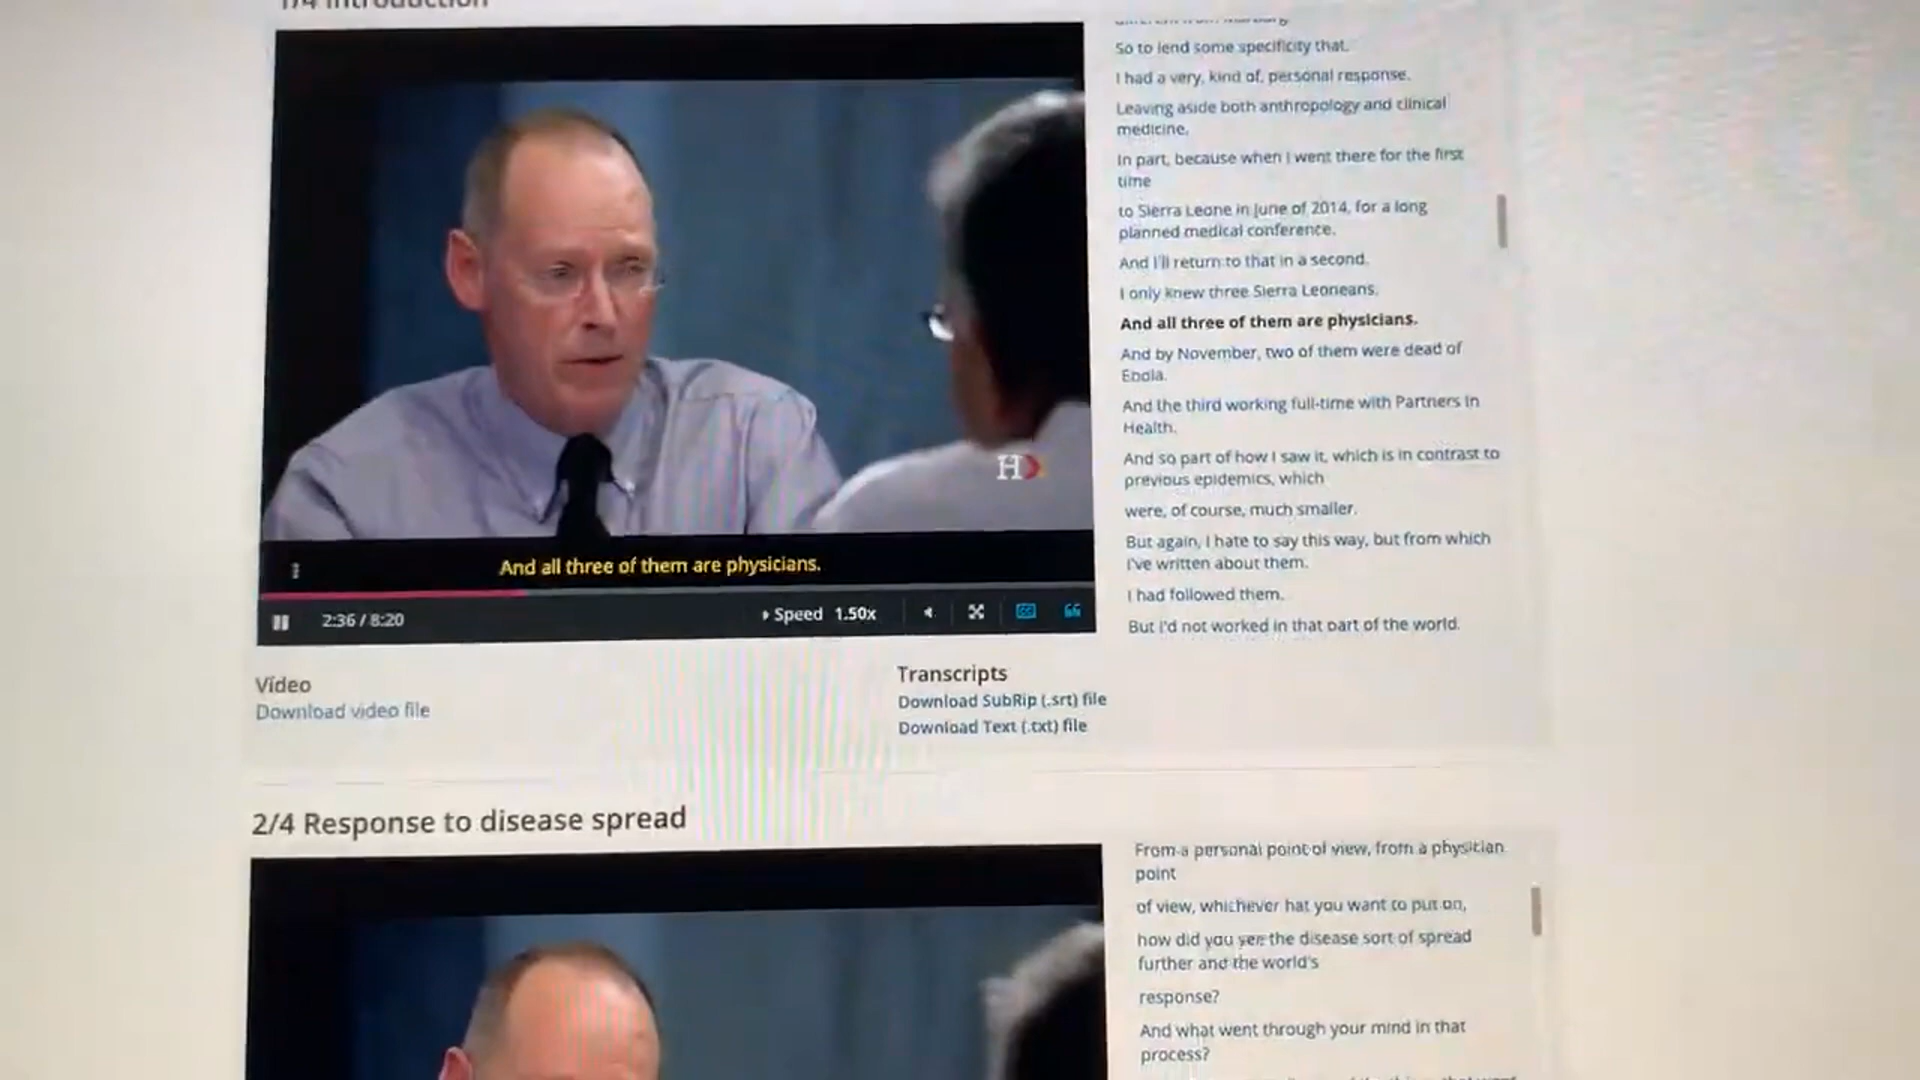 1/4 Introduction
So to lend some specificity that.
I had a very, kind of, personal response.
Leaving aside both anthropology and clinical
medicine.
In part, because when I went there for the first
time
to Sierra Leone in June of 2014, for a long
planned medical conference.
And I'll return to that in a second.
I only knew three Sierra Leoneans.
And all three of them are physicians.
And by November, two of them were dead of
Ebola.
And the third working full-time with Partners In
Health.
And so part of how I saw it, which is in contrast to
previous epidemics, which
were, of course, much smaller.
But again, I hate to say this way, but from which
I've written about them.
I had followed them.
But I'd not worked in that part of the world.
H
And all three of them are physicians.
2:36 / 8:20
Speed 1.50x
Video
Download video file
Transcripts
Download SubRip (.srt) file
Download Text (.txt) file
2/4 Response to disease spread
From a personal point of view, from a physician
point
of view, whichever hat you want to put on,
how did you see the disease sort of spread
further and the world's
response?
And what went through your mind in that
process?